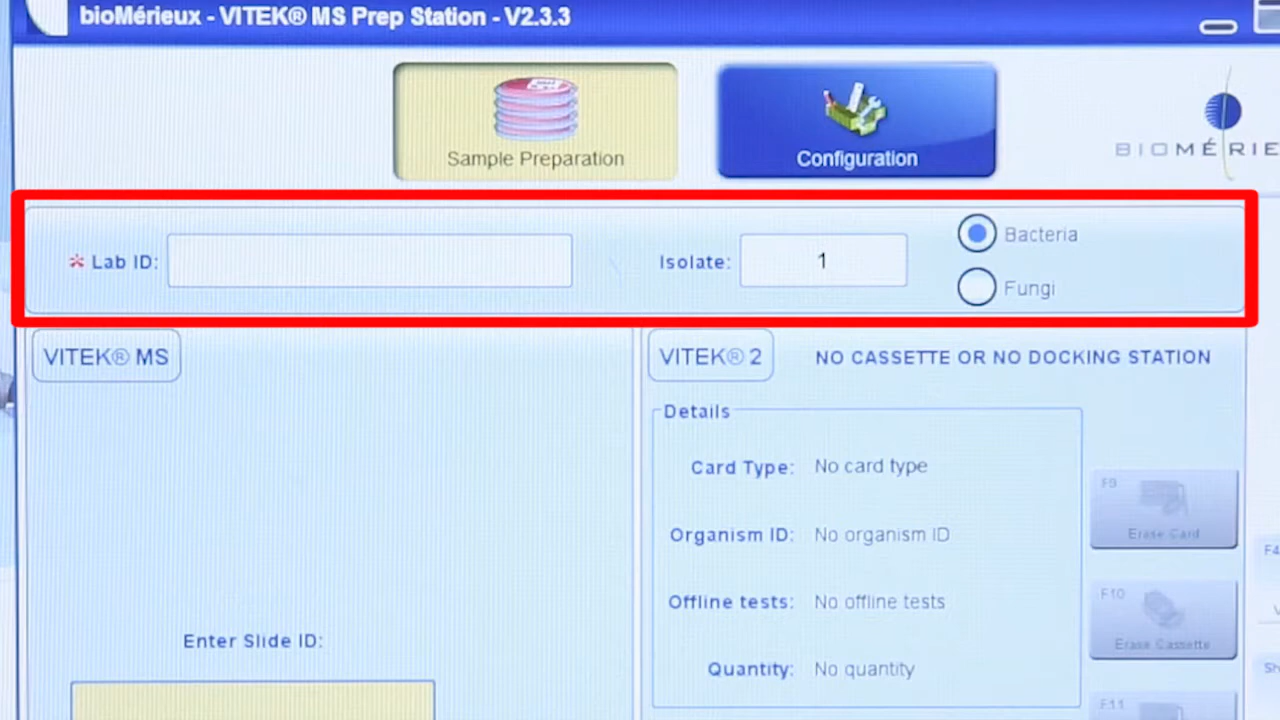 bioMérieux - VITEK® MS Prep Station - V2.3.3
Sample Preparation
Configuration
BIOMÉRIE
* Lab ID:
Isolate: 1
Bacteria
Fungi
VITEK® MS
VITEK® 2
NO CASSETTE OR NO DOCKING STATION
Details
Card Type: No card type
Organism ID: No organism ID
Offline tests: No offline tests
Quantity: No quantity
Enter Slide ID:
F9
Erase Card
F10
Erase Cassette
F11
F4
Sh